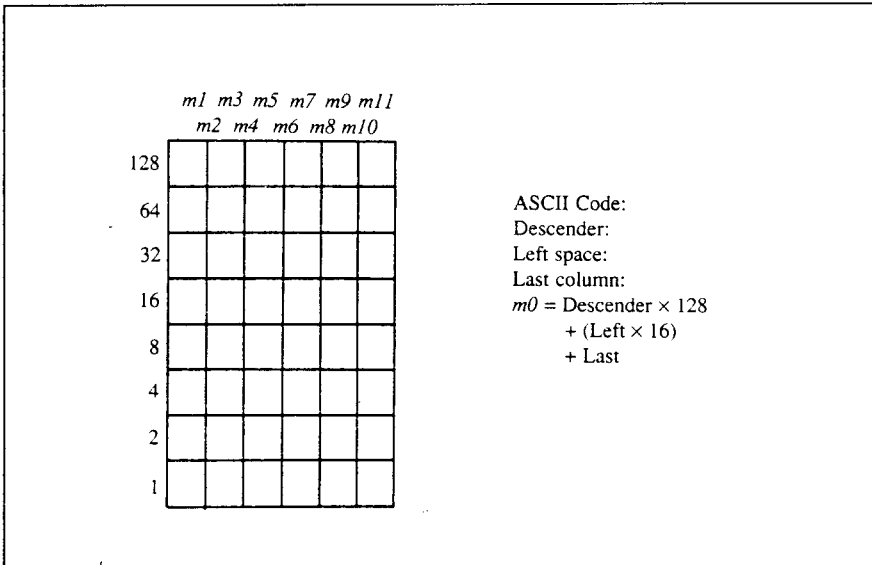 m1 m3 m5 m7 m9 m11
m2 m4 m6 m8 m10
128
64
32
16
8
4
2
1
ASCII Code:
Descender:
Left space:
Last column:
m0 = Descender × 128
+ (Left × 16)
+ Last